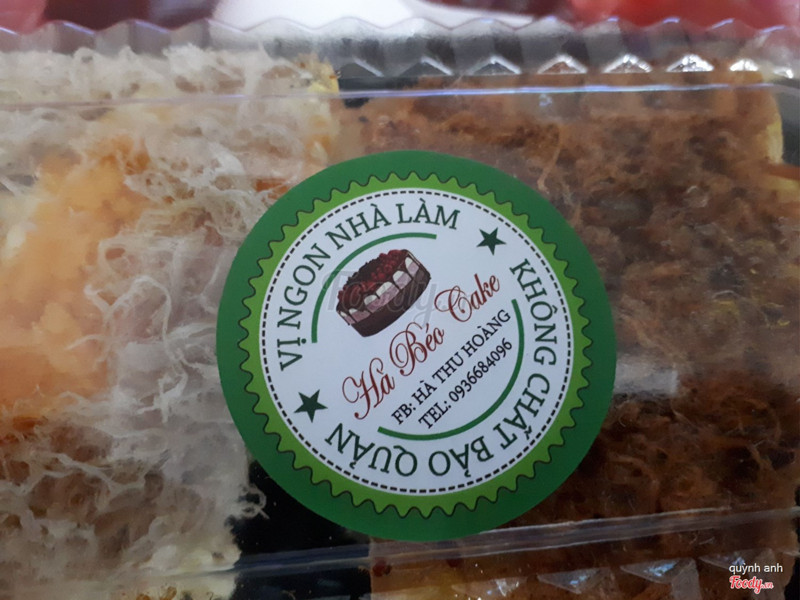 VỊ NGON NHÀ LÀM
KHÔNG CHẤT BẢO QUẢN
Hà Béo Cake
FB: HÀ THU HOÀNG
TEL: 0936684096
Foody
quỳnh anh
Foody.vn